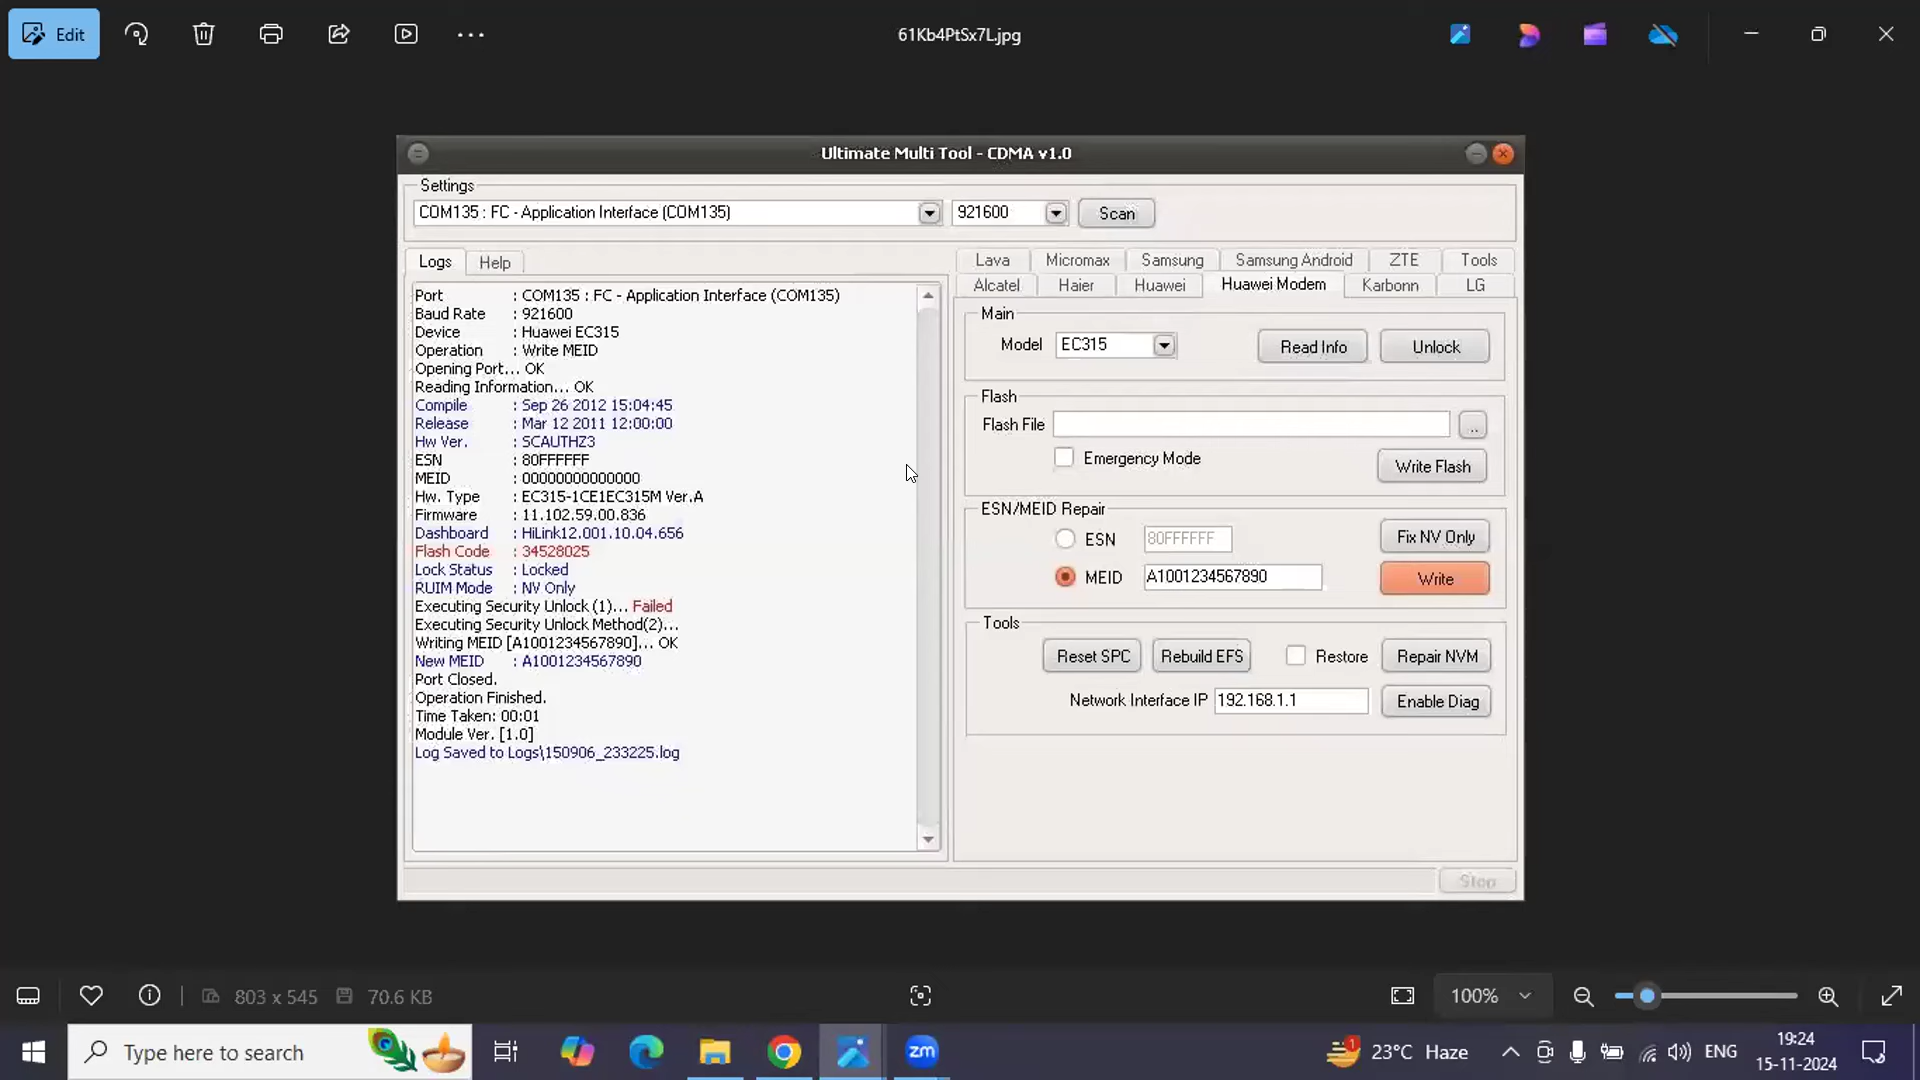 Edit
61Kb4PtSx7L.jpg
Ultimate Multi Tool - CDMA v1.0
Settings
COM135 : FC - Application Interface (COM135)
921600
Scan
Logs
Help
Lava
Micromax
Samsung
Samsung Android
ZTE
Tools
Alcatel
Haier
Huawei
Huawei Modem
Karbonn
LG
Port : COM135 : FC - Application Interface (COM135)
Baud Rate : 921600
Device : Huawei EC315
Operation : Write MEID
Opening Port... OK
Reading Information... OK
Compile : Sep 26 2012 15:04:45
Release : Mar 12 2011 12:00:00
Hw Ver. : SCAUTHZ3
ESN : 80FFFFFF
MEID : 00000000000000
Hw. Type : EC315-1CE1EC315M Ver.A
Firmware : 11.102.59.00.836
Dashboard : HiLink12.001.10.04.656
Flash Code : 34528025
Lock Status : Locked
RUIM Mode : NV Only
Executing Security Unlock (1)... Failed
Executing Security Unlock Method(2)...
Writing MEID [A1001234567890]... OK
New MEID : A1001234567890
Port Closed.
Operation Finished.
Time Taken: 00:01
Module Ver. [1.0]
Log Saved to Logs\150906_233225.log
Main
Model
EC315
Read Info
Unlock
Flash
Flash File
..
Emergency Mode
Write Flash
ESN/MEID Repair
ESN
80FFFFFF
Fix NV Only
MEID
A1001234567890
Write
Tools
Reset SPC
Rebuild EFS
Restore
Repair NVM
Network Interface IP
192.168.1.1
Enable Diag
Stop
803 x 545
70.6 KB
100%
Type here to search
zm
1
23°C Haze
ENG
19:24
15-11-2024